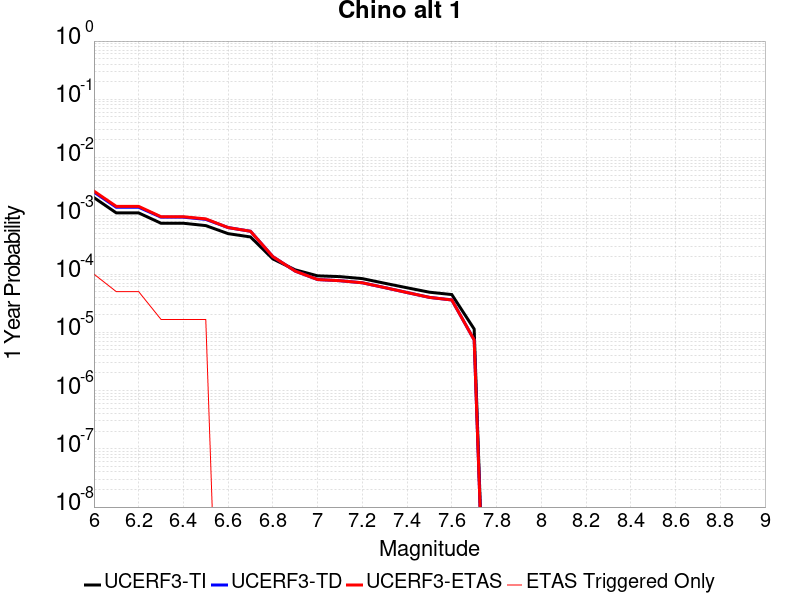 Chino alt 1
10^0
10^-1
10^-2
10^-3
10^-4
10^-5
10^-6
10^-7
10^-8
1 Year Probability
6 6.2 6.4 6.6 6.8 7 7.2 7.4 7.6 7.8 8 8.2 8.4 8.6 8.8 9
Magnitude
UCERF3-TI UCERF3-TD UCERF3-ETAS ETAS Triggered Only